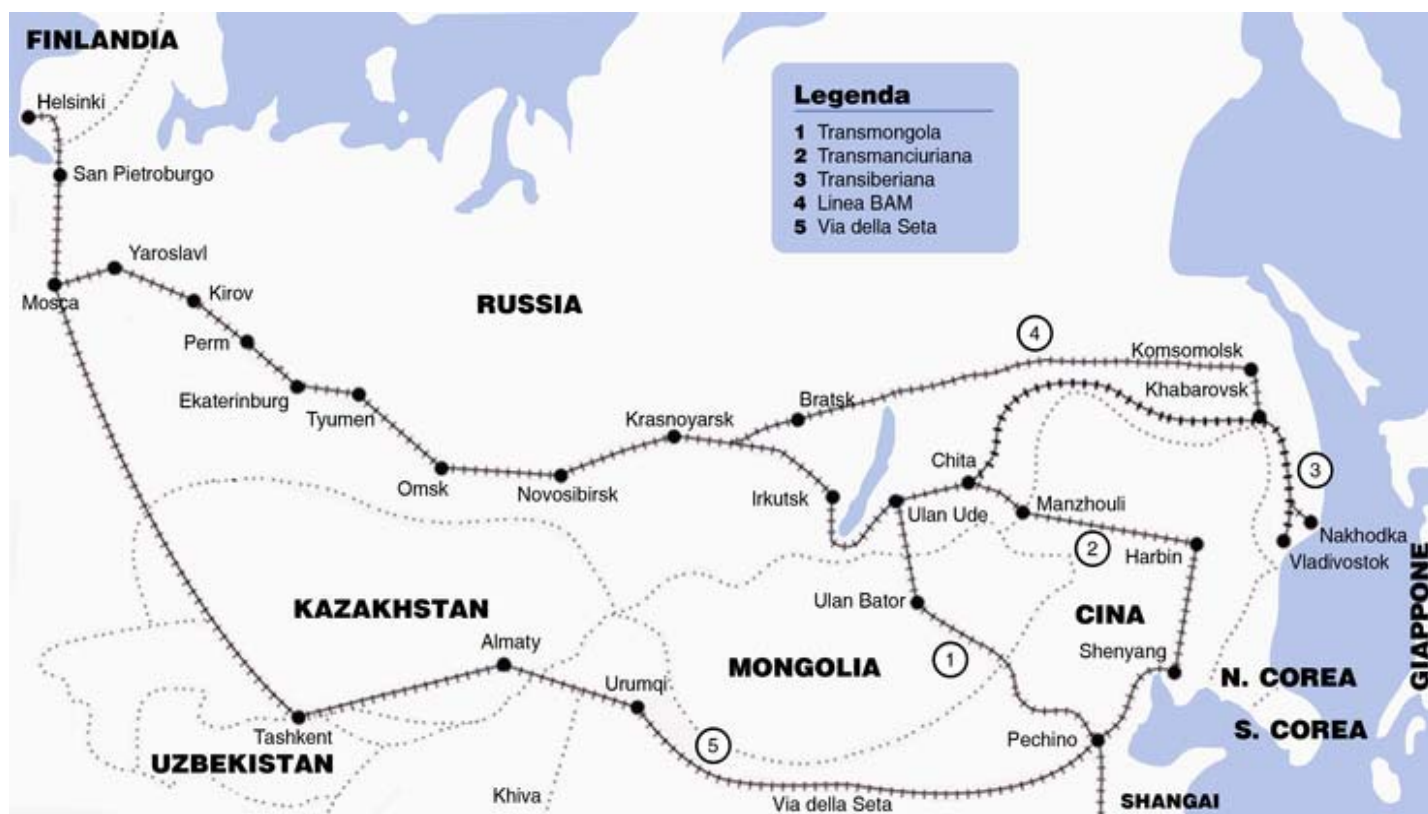 FINLANDIA
Helsinki
San Pietroburgo
Legenda
1 Transmongola
2 Transmanciuriana
3 Transiberiana
4 Linea BAM
5 Via della Seta
Yaroslavl
Mosca
Kirov
RUSSIA
Perm
Ekaterinburg
Tyumen
4
Komsomolsk
Khabarovsk
Bratsk
Krasnoyarsk
Omsk
Novosibirsk
Irkutsk
Chita
Ulan Ude
Manzhouli
3
2
Harbin
Nakhodka
Vladivostok
GIAPPONE
KAZAKHSTAN
Ulan Bator
CINA
Almaty
Urumqi
MONGOLIA
1
Shenyang
N. COREA
S. COREA
Tashkent
UZBEKISTAN
5
Pechino
Khiva
Via della Seta
SHANGAI